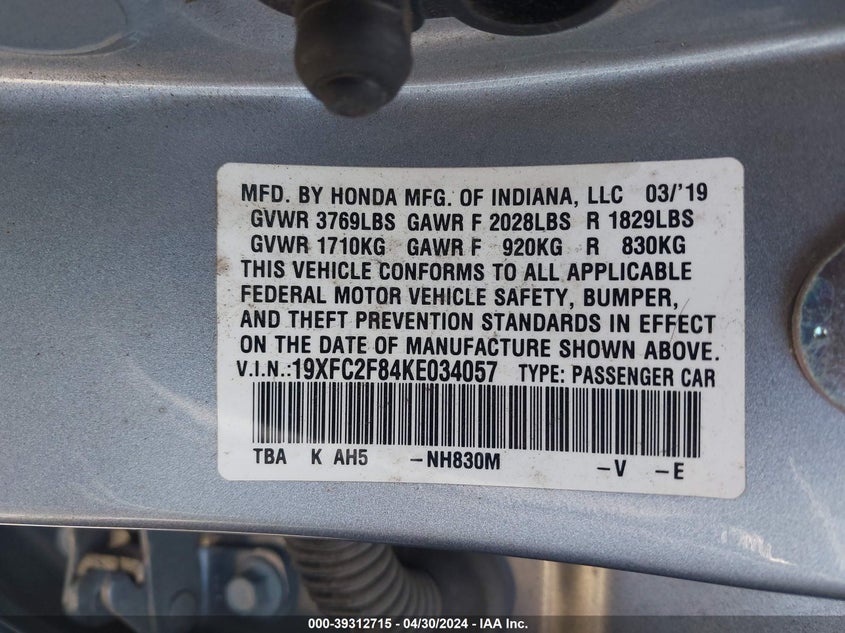 MFD. BY HONDA MFG. OF INDIANA, LLC 03/'19
GVWR 3769LBS GAWR F 2028LBS R 1829LBS
GVWR 1710KG GAWR F 920KG R 830KG
THIS VEHICLE CONFORMS TO ALL APPLICABLE
FEDERAL MOTOR VEHICLE SAFETY, BUMPER,
AND THEFT PREVENTION STANDARDS IN EFFECT
ON THE DATE OF MANUFACTURE SHOWN ABOVE.
V.I.N.:19XFC2F84KE034057 TYPE: PASSENGER CAR
TBA K AH5 -NH830M -V -E
000-39312715 / 04/30/2024 - IAA Inc.